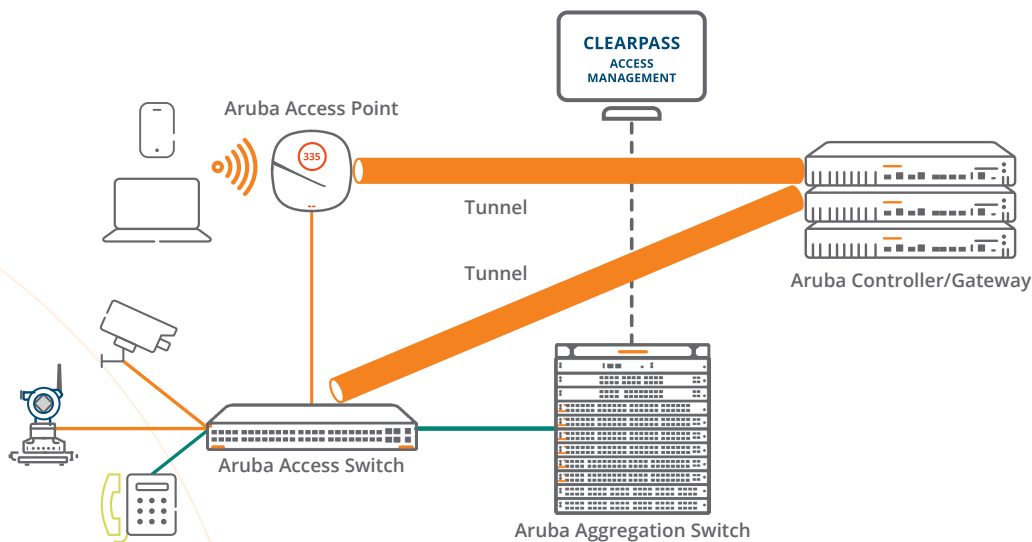 CLEARPASS
ACCESS
MANAGEMENT
Aruba Access Point
335
Tunnel
Tunnel
Aruba Controller/Gateway
Aruba Access Switch
Aruba Aggregation Switch